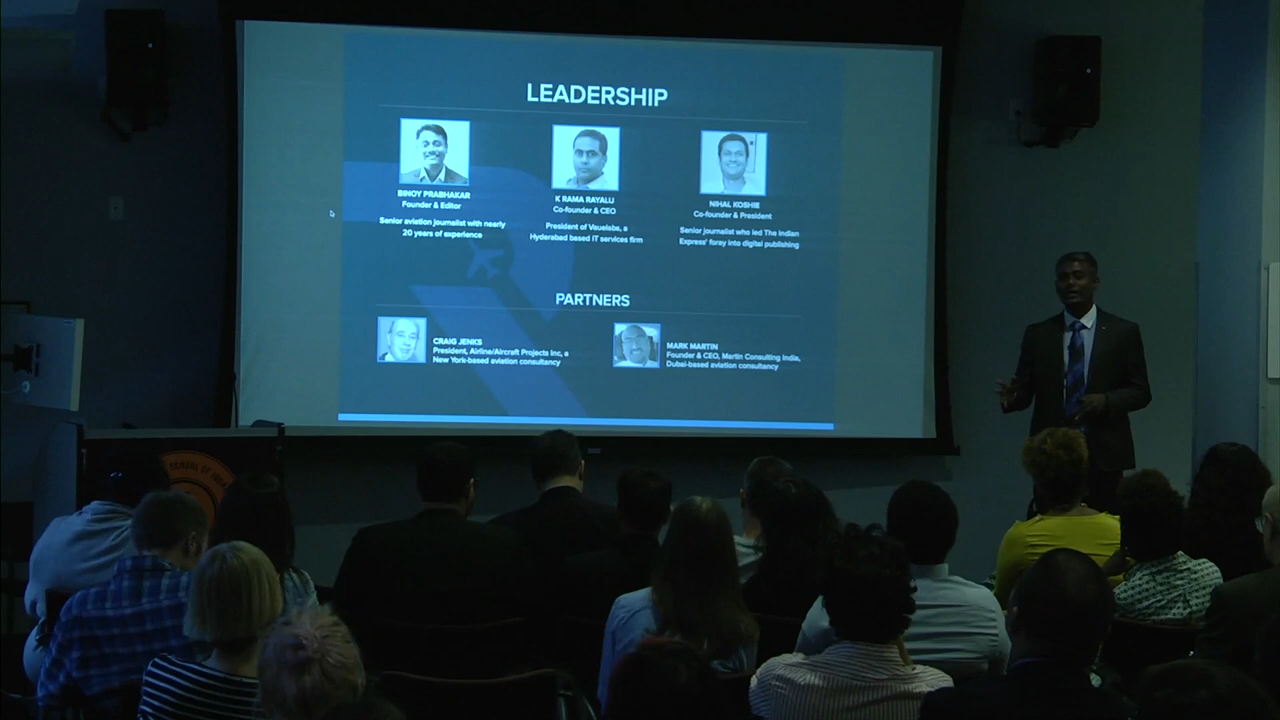 LEADERSHIP
BINOY PRABHAKAR
Founder & Editor
Senior aviation journalist with nearly
20 years of experience
K RAMA RAYALU
Co-founder & CEO
President of Vauelabs, a
Hyderabad based IT services firm
NIHAL KOSHIE
Co-founder & President
Senior journalist who led The Indian
Express' foray into digital publishing
PARTNERS
CRAIG JENKS
President, Airline/Aircraft Projects Inc, a
New York-based aviation consultancy
MARK MARTIN
Founder & CEO, Martin Consulting India,
Dubai-based aviation consultancy
SCHOOL OF